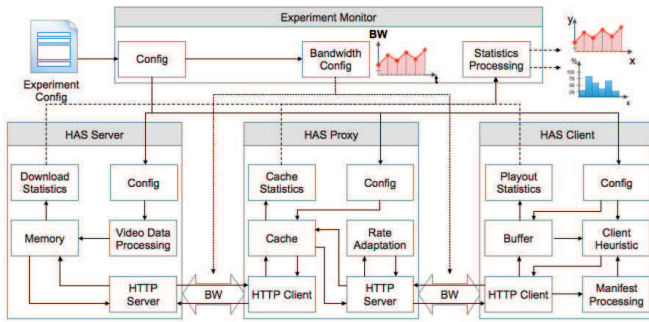 Experiment Monitor
Experiment
Config
Config
Bandwidth
Config
BW
t
Statistics
Processing
y
x
%
100
75
50
25
x
HAS Server
Download
Statistics
Config
Memory
Video Data
Processing
HTTP
Server
BW
HAS Proxy
Cache
Statistics
Config
Cache
Rate
Adaptation
HTTP Client
HTTP
Server
BW
HAS Client
Playout
Statistics
Config
Buffer
Client
Heuristic
HTTP Client
Manifest
Processing